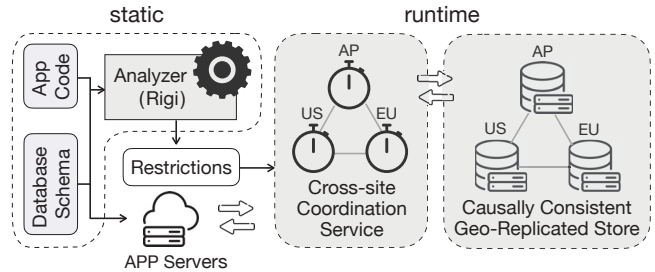 static
runtime
App
Code
Analyzer
(Rigi)
Database
Schema
Restrictions
APP Servers
AP
US
EU
Cross-site
Coordination
Service
AP
US
EU
Causally Consistent
Geo-Replicated Store